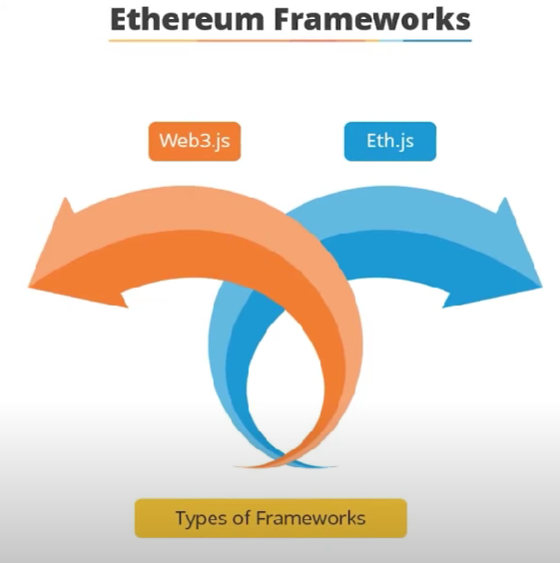 Ethereum Frameworks
Web3.js
Eth.js
Types of Frameworks